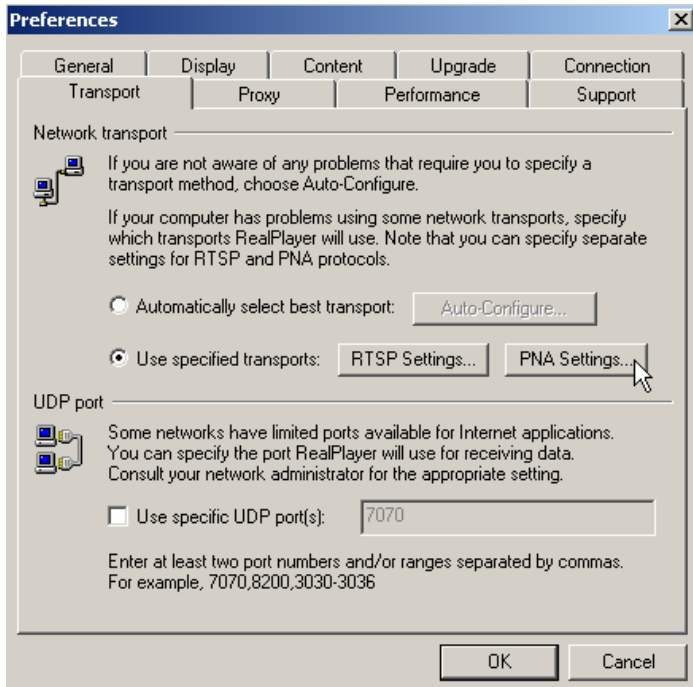 Preferences
General Display Content Upgrade Connection
Transport Proxy Performance Support
Network transport
If you are not aware of any problems that require you to specify a
transport method, choose Auto-Configure.
If your computer has problems using some network transports, specify
which transports RealPlayer will use. Note that you can specify separate
settings for RTSP and PNA protocols.
Automatically select best transport: Auto-Configure...
Use specified transports: RTSP Settings... PNA Settings...
UDP port
Some networks have limited ports available for Internet applications.
You can specify the port RealPlayer will use for receiving data.
Consult your network administrator for the appropriate setting.
Use specific UDP port(s): 7070
Enter at least two port numbers and/or ranges separated by commas.
For example, 7070,8200,3030-3036
OK Cancel